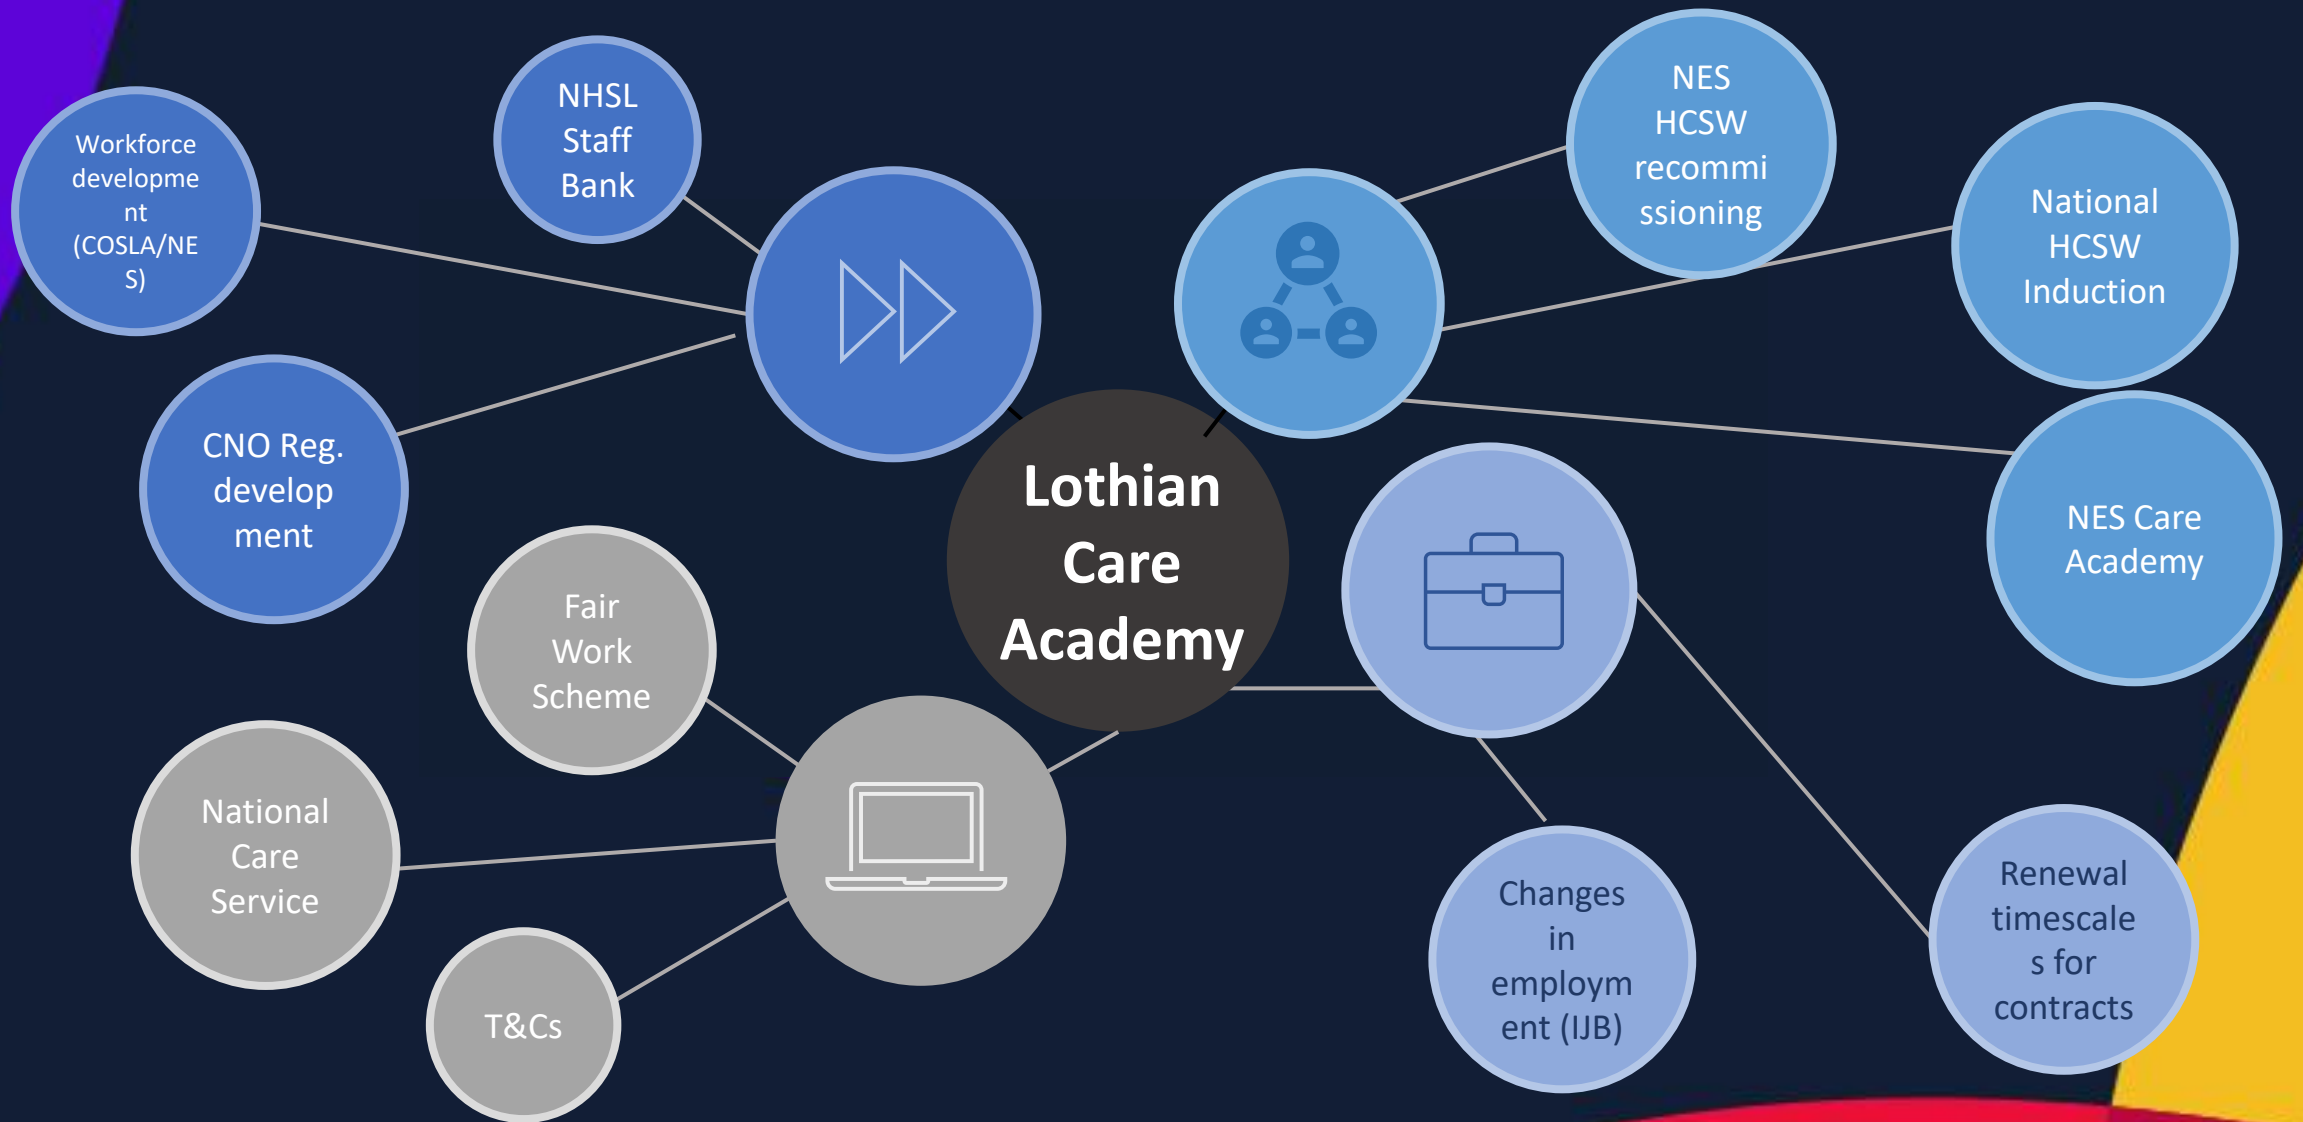 Workforce
developme
nt
(COSLA/NE
S)
NHSL
Staff
Bank
CNO Reg.
develop
ment
NES
HCSW
recommi
ssioning
National
HCSW
Induction
NES Care
Academy
Lothian
Care
Academy
Fair
Work
Scheme
National
Care
Service
T&Cs
Changes
in
employm
ent (IJB)
Renewal
timescale
s for
contracts